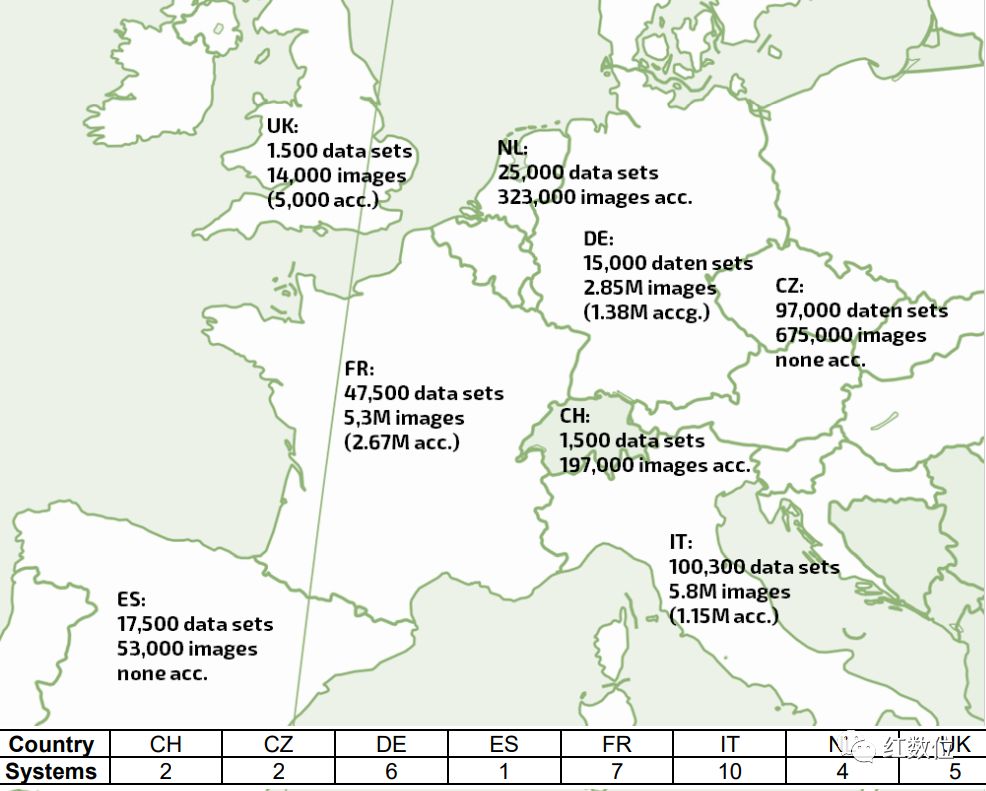 UK:
1.500 data sets
14,000 images
(5,000 acc.)
NL:
25,000 data sets
323,000 images acc.
DE:
15,000 daten sets
2.85M images
(1.38M accg.)
CZ:
97,000 daten sets
675,000 images
none acc.
FR:
47,500 data sets
5,3M images
(2.67M acc.)
CH:
1,500 data sets
197,000 images acc.
IT:
100,300 data sets
5.8M images
(1.15M acc.)
ES:
17,500 data sets
53,000 images
none acc.
Country CH CZ DE ES FR IT UK
Systems 2 2 6 1 7 10 4 5
红数位